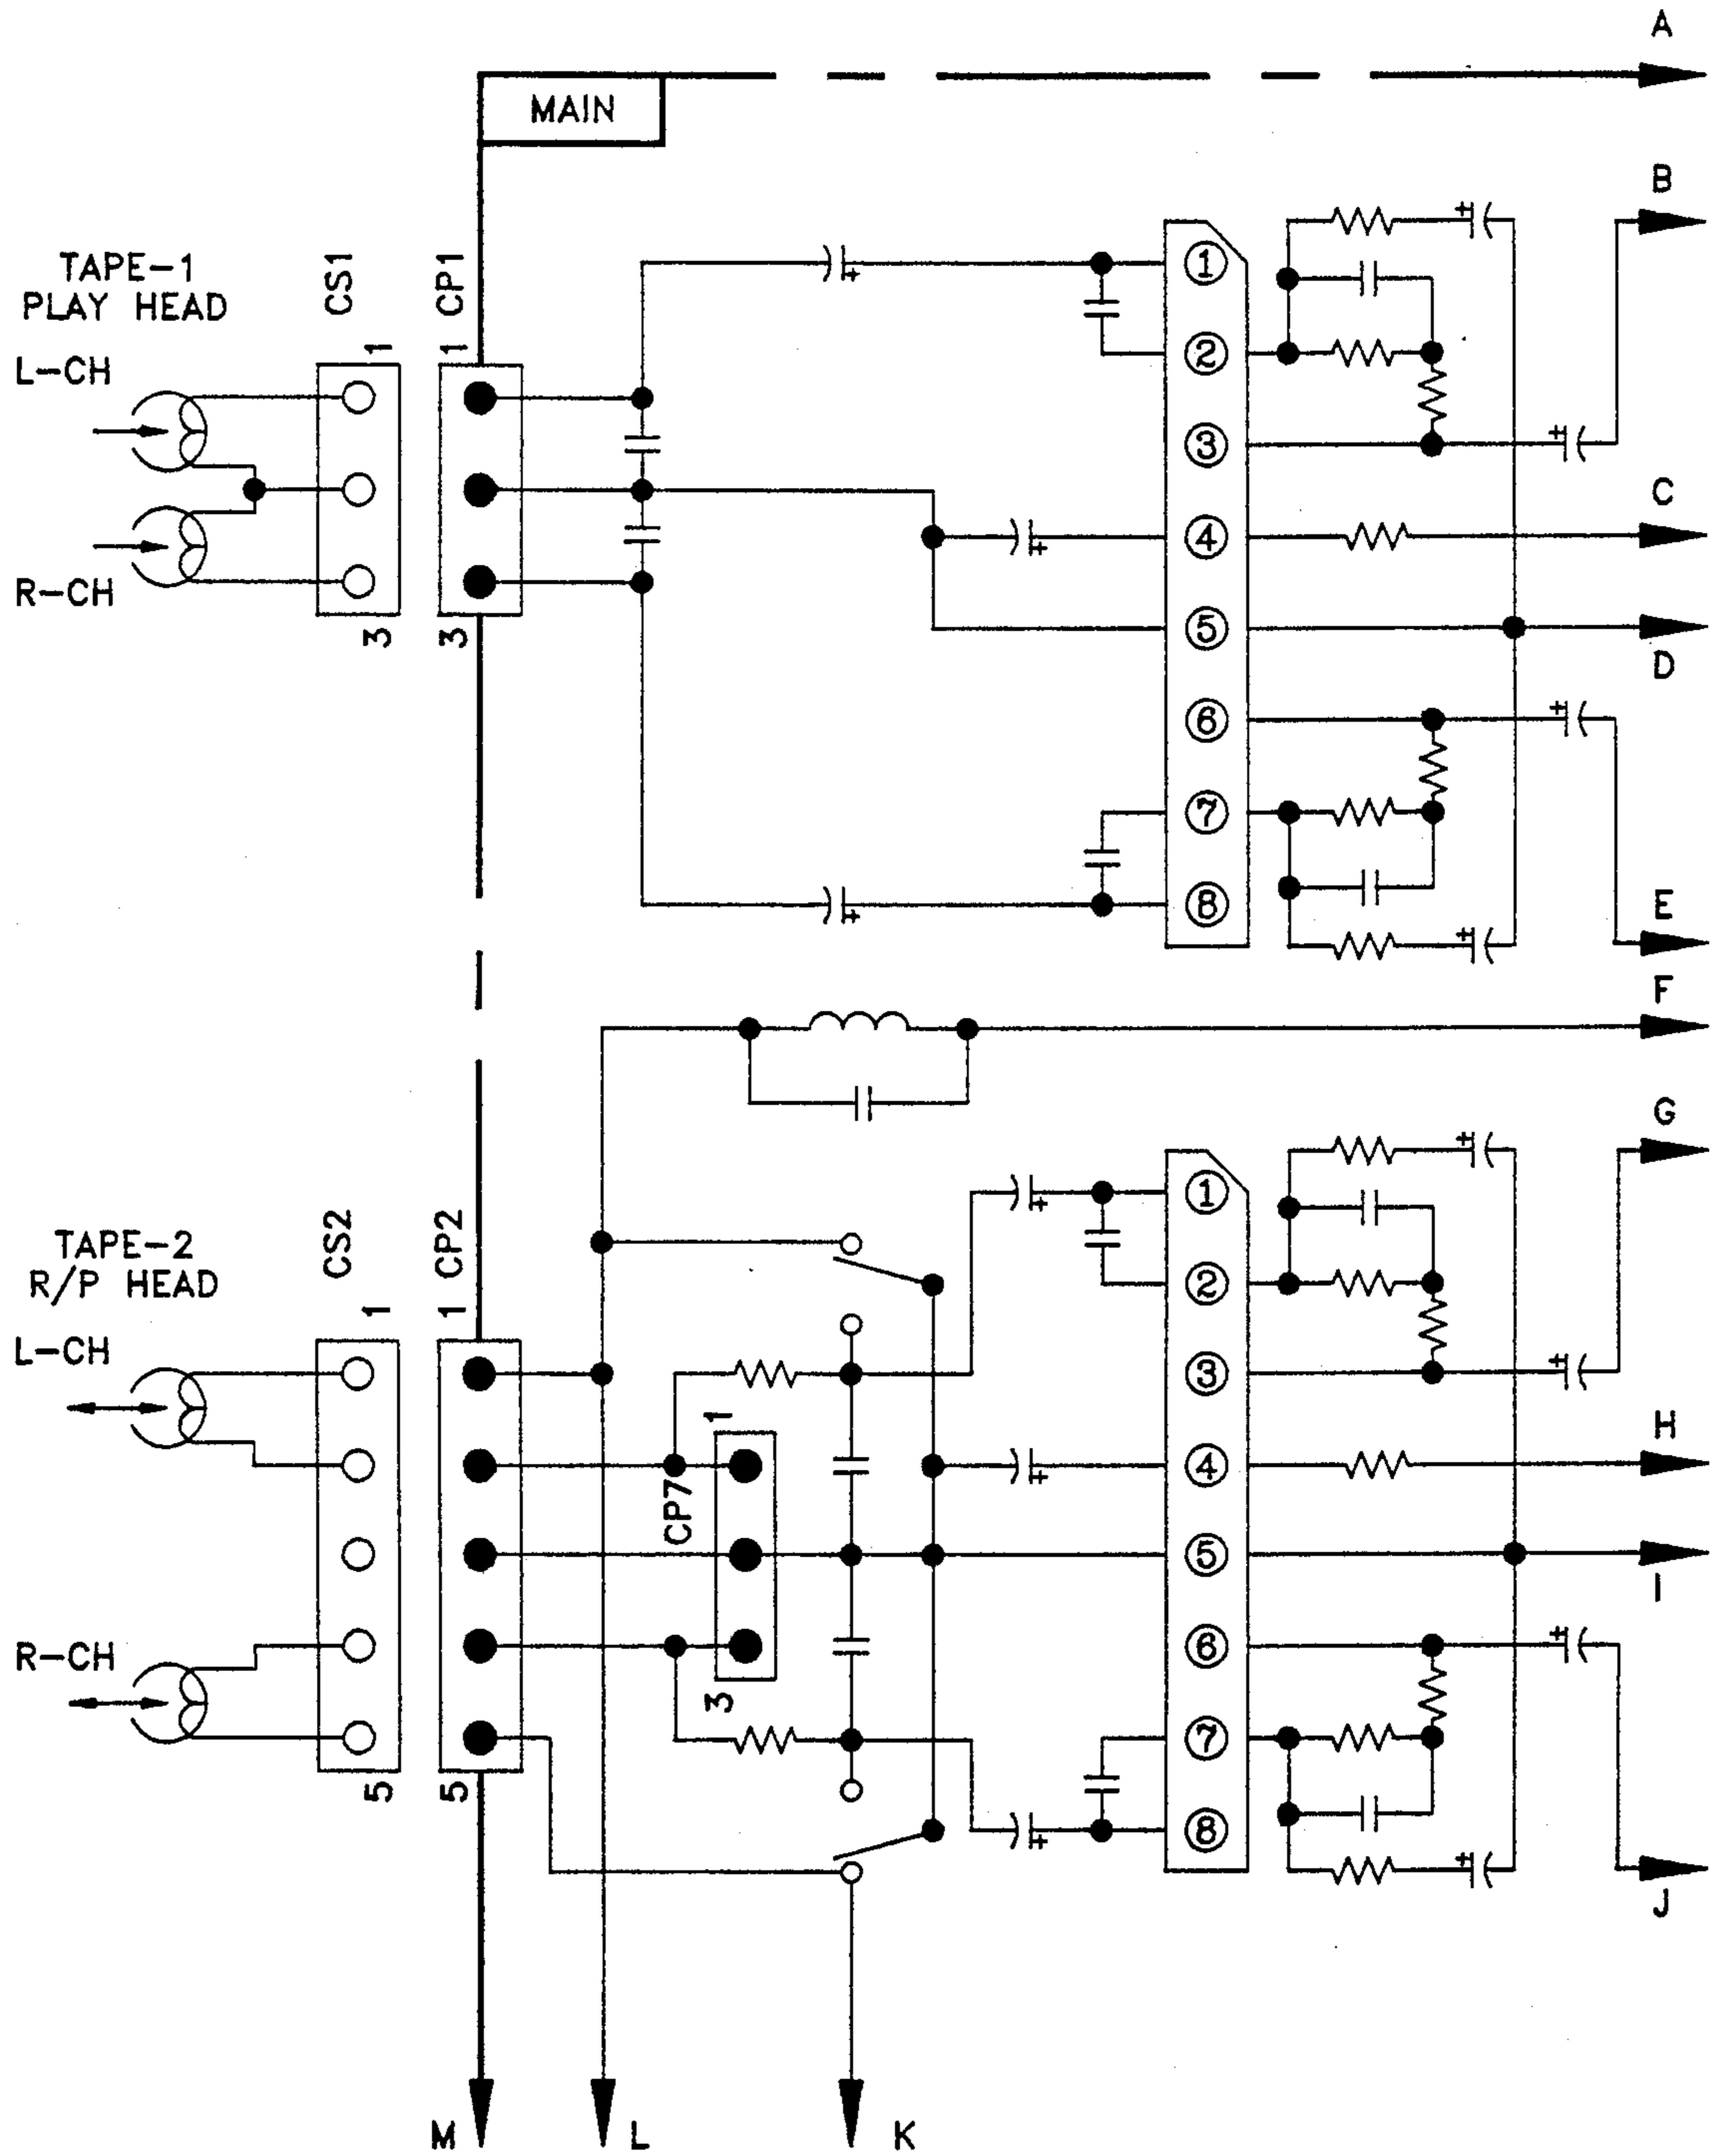 A
MAIN
B
TAPE-1
PLAY HEAD
CS1
CP1
1
1
L-CH
R-CH
3
3
+
+
+
+
+
+
+
①
②
③
④
⑤
⑥
⑦
⑧
C
D
E
F
G
TAPE-2
R/P HEAD
CS2
CP2
1
1
L-CH
R-CH
5
5
CP7
1
3
+
+
+
+
+
+
+
①
②
③
④
⑤
⑥
⑦
⑧
H
I
J
M
L
K